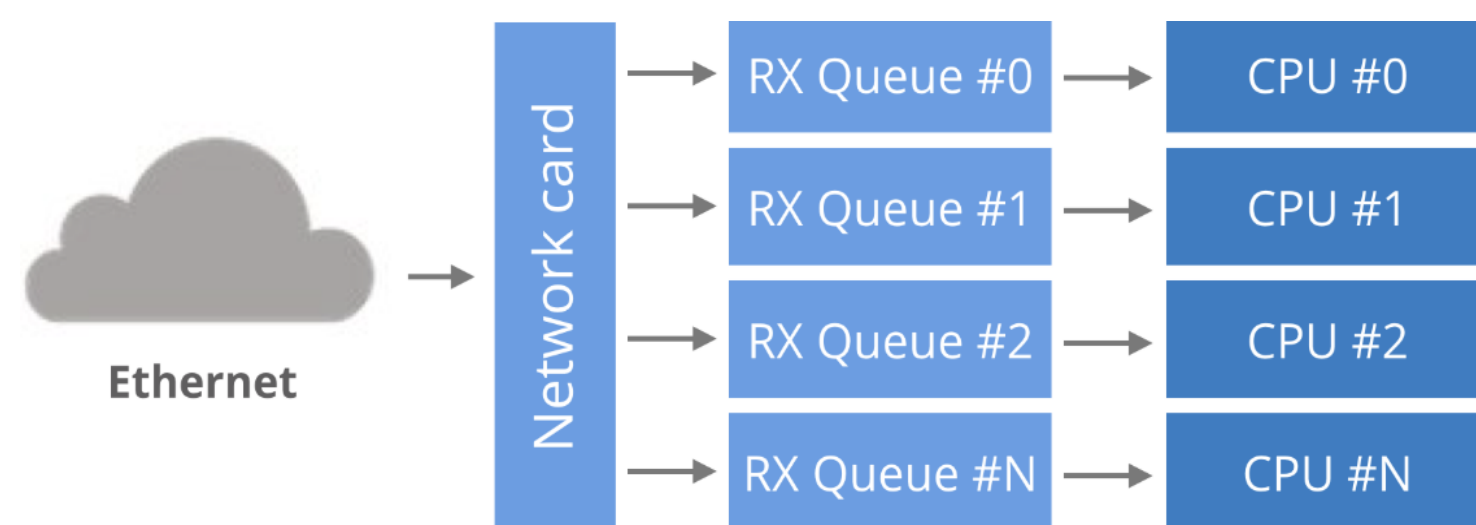 Ethernet
Network card
RX Queue #0
CPU #0
RX Queue #1
CPU #1
RX Queue #2
CPU #2
RX Queue #N
CPU #N